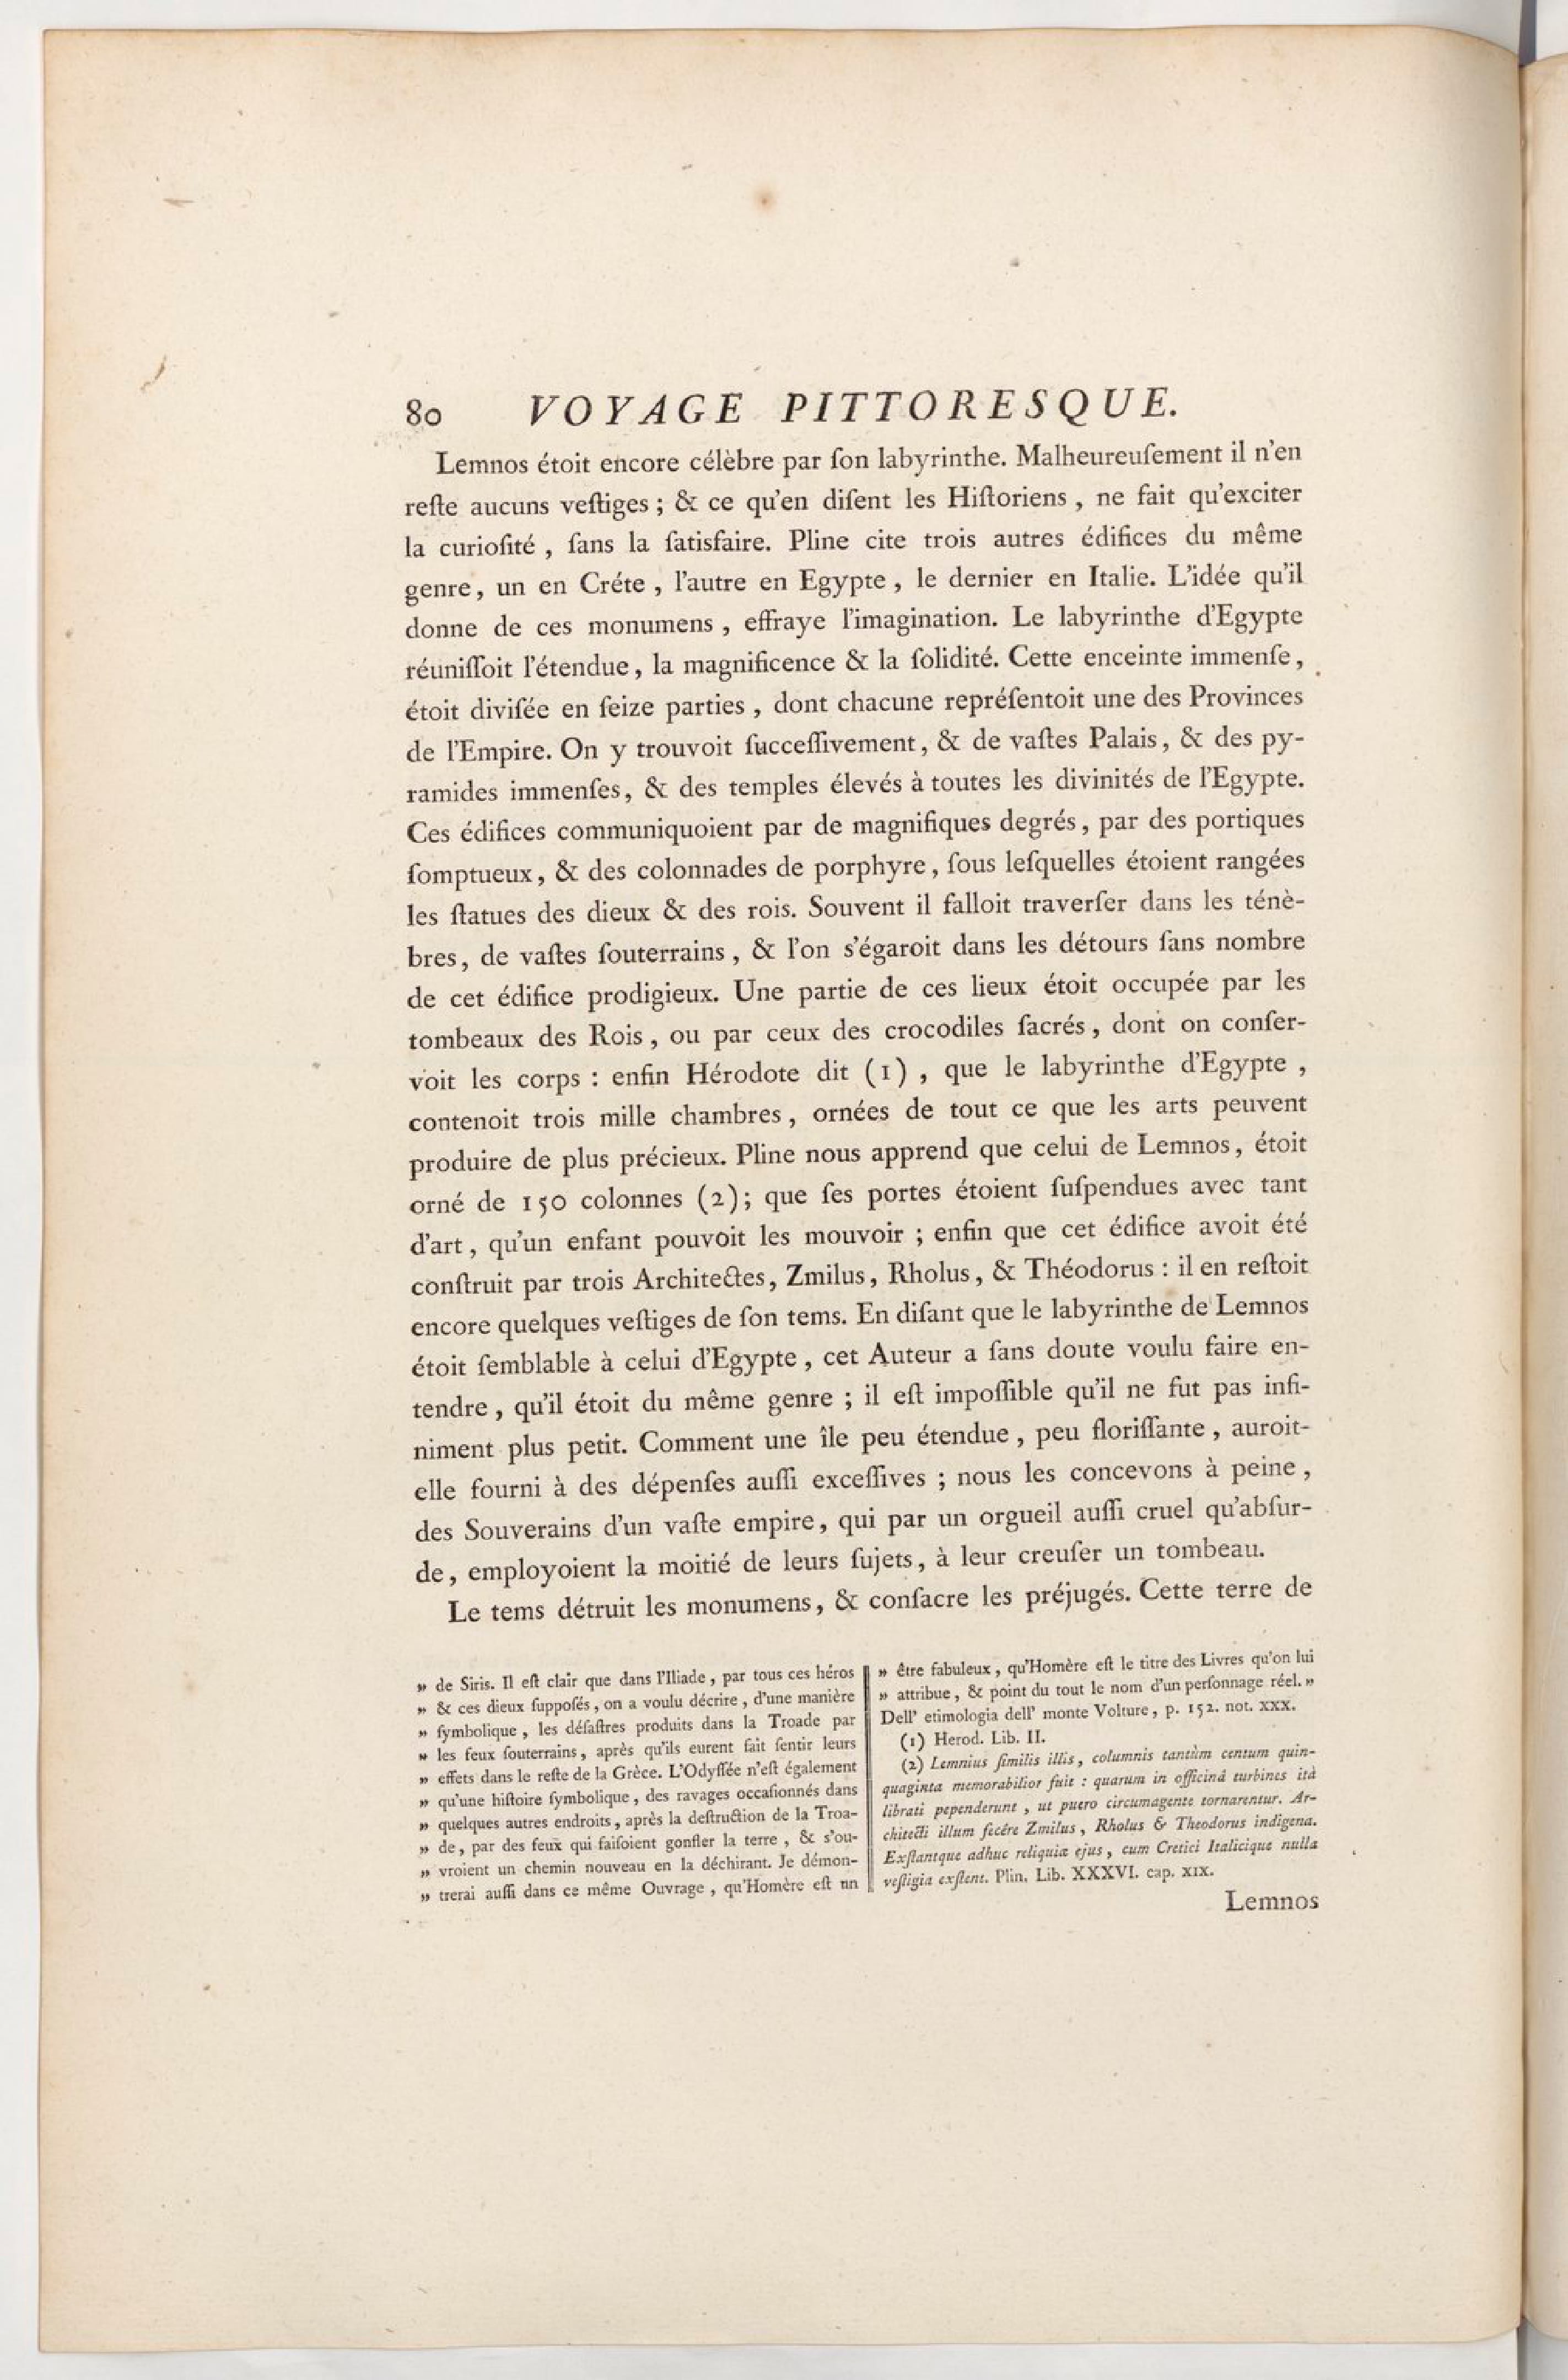 80 VOYAGE PITTORESQUE.
Lemnos étoit encore célèbre par ſon labyrinthe. Malheureuſement il n'en
reſte aucuns veſtiges ; & ce qu'en diſent les Hiſtoriens , ne fait qu'exciter
la curioſité , ſans la ſatisfaire. Pline cite trois autres édifices du même
genre, un en Créte , l'autre en Egypte , le dernier en Italie. L'idée qu'il
donne de ces monumens , effraye l'imagination. Le labyrinthe d'Egypte
réuniſſoit l'étendue, la magnificence & la ſolidité. Cette enceinte immenſe,
étoit diviſée en ſeize parties , dont chacune repréſentoit une des Provinces
de l'Empire. On y trouvoit ſucceſſivement, & de vaſtes Palais, & des py-
ramides immenſes, & des temples élevés à toutes les divinités de l'Egypte.
Ces édifices communiquoient par de magnifiques degrés, par des portiques
ſomptueux, & des colonnades de porphyre, ſous leſquelles étoient rangées
les ſtatues des dieux & des rois. Souvent il falloit traverſer dans les ténè-
bres, de vaſtes ſouterrains , & l'on s'égaroit dans les détours ſans nombre
de cet édifice prodigieux. Une partie de ces lieux étoit occupée par les
tombeaux des Rois , ou par ceux des crocodiles ſacrés, dont on conſer-
voit les corps : enfin Hérodote dit (1) , que le labyrinthe d'Egypte ,
contenoit trois mille chambres, ornées de tout ce que les arts peuvent
produire de plus précieux. Pline nous apprend que celui de Lemnos, étoit
orné de 150 colonnes (2); que ſes portes étoient ſuſpendues avec tant
d'art, qu'un enfant pouvoit les mouvoir ; enfin que cet édifice avoit été
conſtruit par trois Architectes, Zmilus, Rholus, & Théodorus : il en reſtoit
encore quelques veſtiges de ſon tems. En diſant que le labyrinthe de Lemnos
étoit ſemblable à celui d'Egypte , cet Auteur a ſans doute voulu faire en-
tendre , qu'il étoit du même genre ; il eſt impoſſible qu'il ne fut pas infi-
niment plus petit. Comment une île peu étendue , peu floriſſante , auroit-
elle fourni à des dépenſes auſſi exceſſives ; nous les concevons à peine ,
des Souverains d'un vaſte empire, qui par un orgueil auſſi cruel qu'abſur-
de, employoient la moitié de leurs ſujets, à leur creuſer un tombeau.
Le tems détruit les monumens, & conſacre les préjugés. Cette terre de
» de Siris. Il eſt clair que dans l'Iliade, par tous ces héros
» & ces dieux ſuppoſés, on a voulu décrire, d'une manière
» ſymbolique , les déſaſtres produits dans la Troade par
» les feux ſouterrains, après qu'ils eurent fait ſentir leurs
» effets dans le reſte de la Grèce. L'Odyſſée n'eſt également
» qu'une hiſtoire ſymbolique, des ravages occaſionnés dans
» quelques autres endroits, après la deſtruction de la Troa-
» de, par des feux qui faiſoient gonfler la terre , & s'ou-
» vroient un chemin nouveau en la déchirant. Je démon-
» trerai auſſi dans ce même Ouvrage , qu'Homère eſt un
» être fabuleux, qu'Homère eſt le titre des Livres qu'on lui
» attribue, & point du tout le nom d'un perſonnage réel. »
Dell' etimologia dell' monte Volture, p. 152. not. XXX.
(1) Herod. Lib. II.
(2) Lemnius ſimilis illis, columnis tantùm centum quin-
quaginta memorabilior fuit : quarum in officinâ turbines ità
librati pependerunt , ut puero circumagente tornarentur. Ar-
chitecti illum fecêre Zmilus, Rholus & Theodorus indigena.
Exſtantque adhuc reliquiæ ejus, cum Cretici Italicique nulla
veſtigia exſtent. Plin. Lib. XXXVI. cap. XIX.
Lemnos